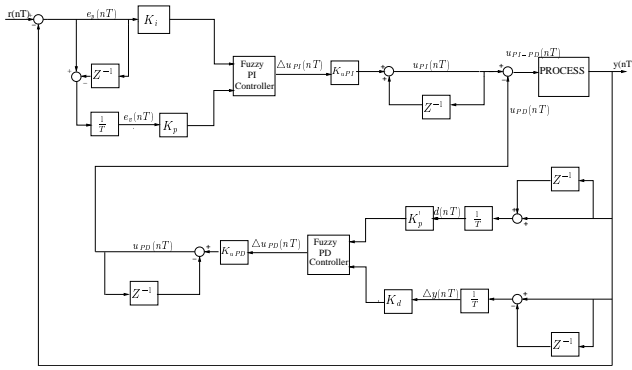 r(nT)
e_p(nT)
K_i
Z^{-1}
1/T
e_v(nT)
K_p
Fuzzy
PI
Controller
△u_{PI}(nT)
K_{uPI}
u_{PI}(nT)
Z^{-1}
u_{PI-PD}(nT)
PROCESS
y(nT
u_{PD}(nT)
Z^{-1}
1/T
d(nT)
K_p'
Fuzzy
PD
Controller
△u_{PD}(nT)
K_{uPD}
u_{PD}(nT)
Z^{-1}
K_d
△y(nT)
1/T
Z^{-1}